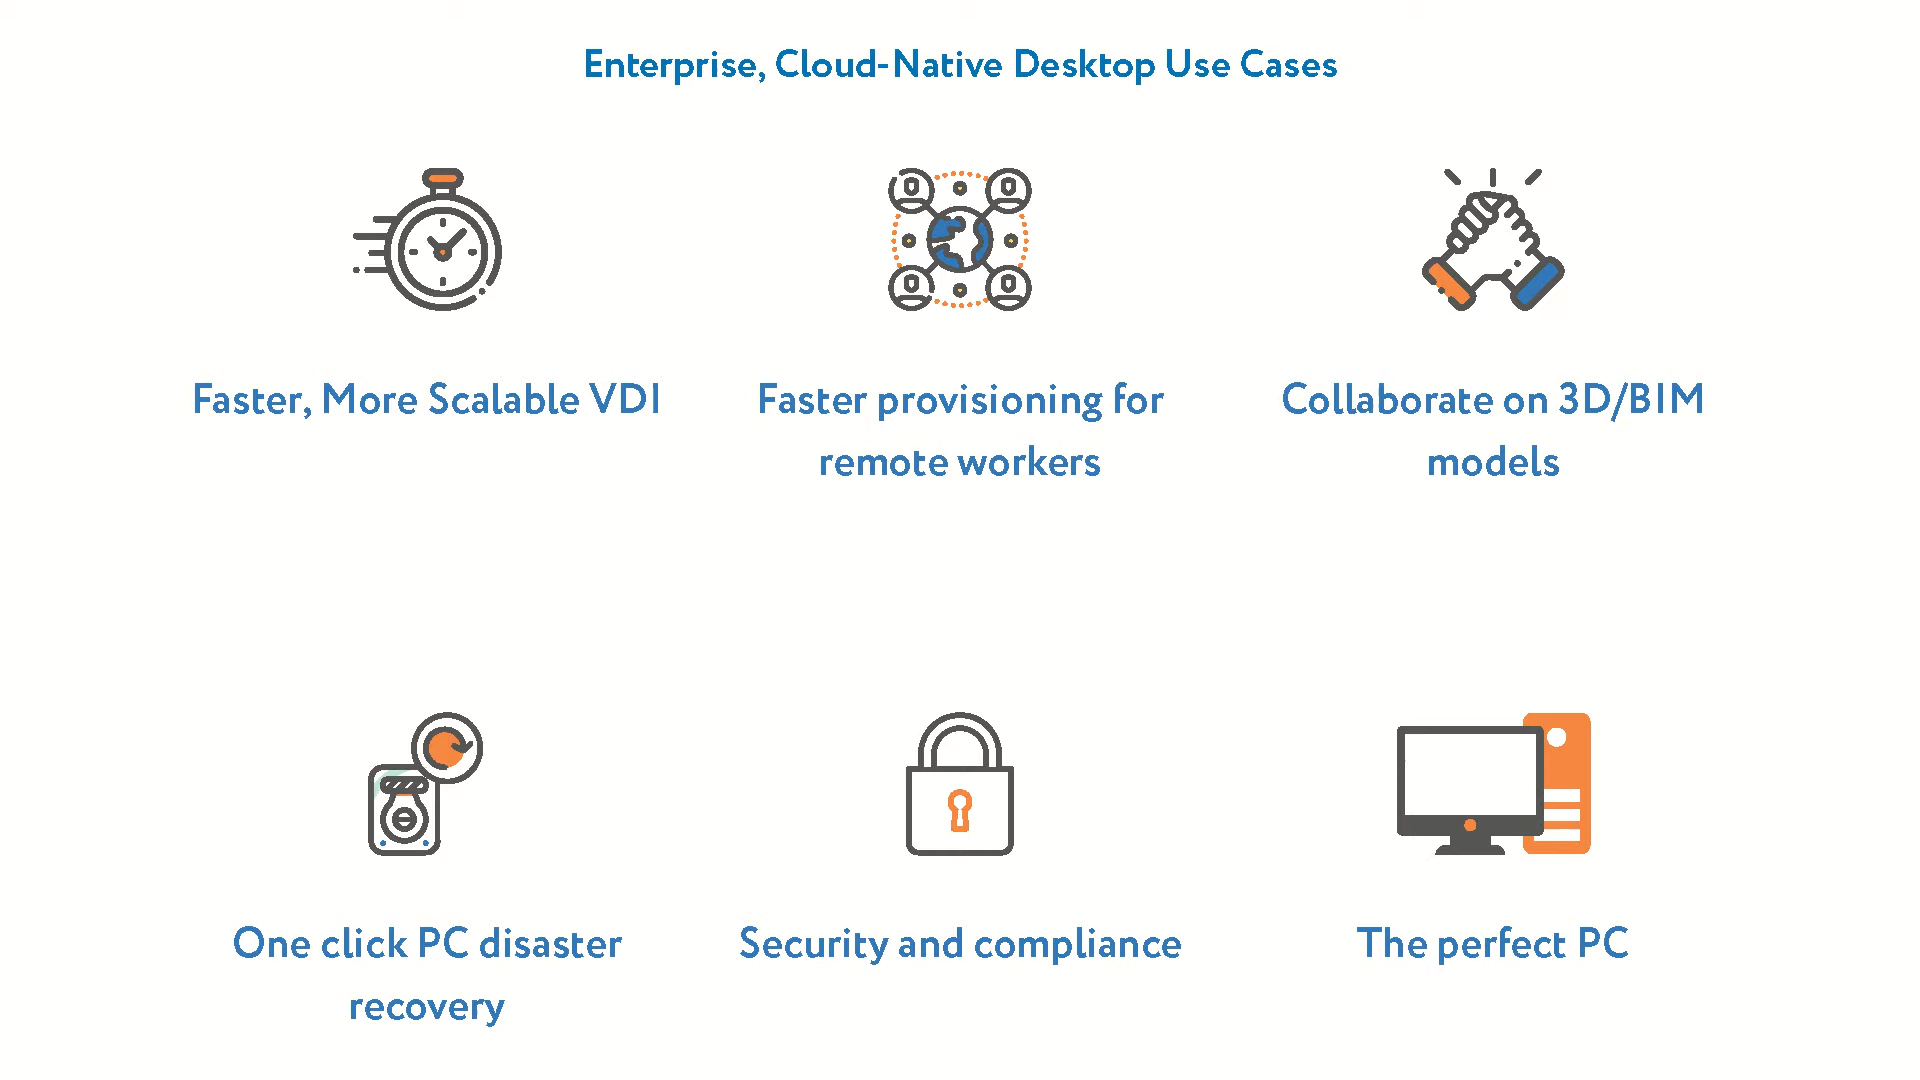 Enterprise, Cloud-Native Desktop Use Cases
Faster, More Scalable VDI
Faster provisioning for
remote workers
Collaborate on 3D/BIM
models
One click PC disaster
recovery
Security and compliance
The perfect PC